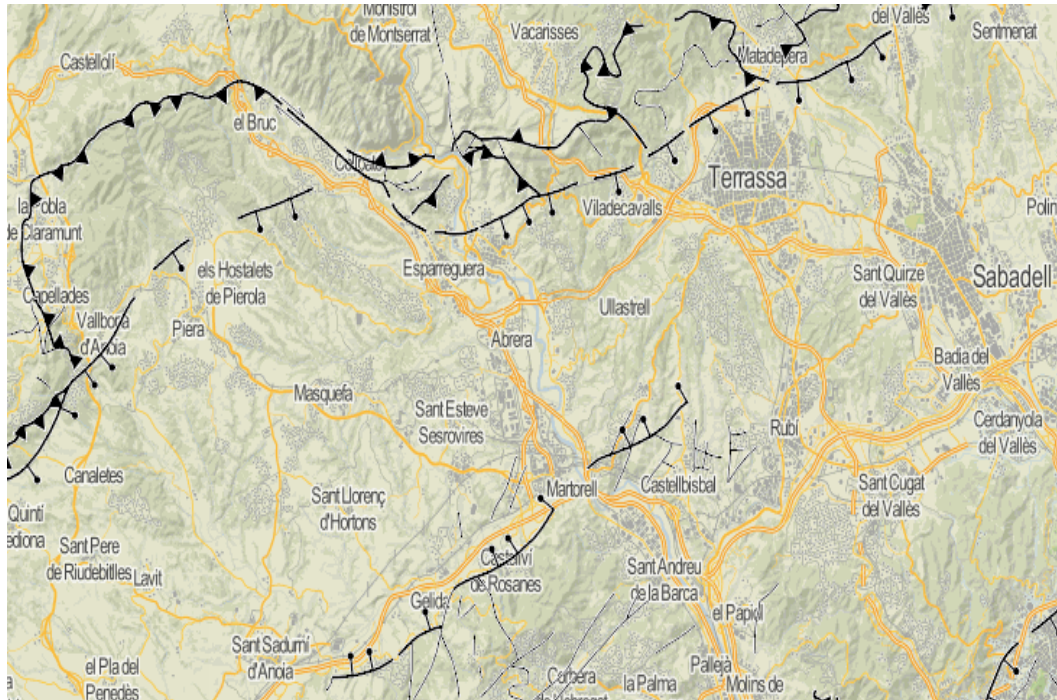 Monistrol
de Montserrat
del Vallès
Vacarisses
Sentmenat
Castellolí
Matadepera
el Bruc
Collbató
Terrassa
la Pobla
de Claramunt
Viladecavalls
Polin
els Hostalets
de Pierola
Esparreguera
Sant Quirze
del Vallès
Sabadell
Capellades
Vallbona
d'Anoia
Piera
Ullastrell
Abrera
Badia del
Vallès
Masquefa
Sant Esteve
Sesrovires
Rubí
Cerdanyola
del Vallès
Canaletes
Martorell
Castellbisbal
Sant Cugat
del Vallès
Sant Llorenç
d'Hortons
Quintí
ediona
Sant Pere
de Riudebitlles
Lavit
Castellví
de Rosanes
Sant Andreu
de la Barca
Gelida
el Papiol
Sant Sadurní
d'Anoia
el Pla del
Penedès
Pallejà
la Palma
Molins de